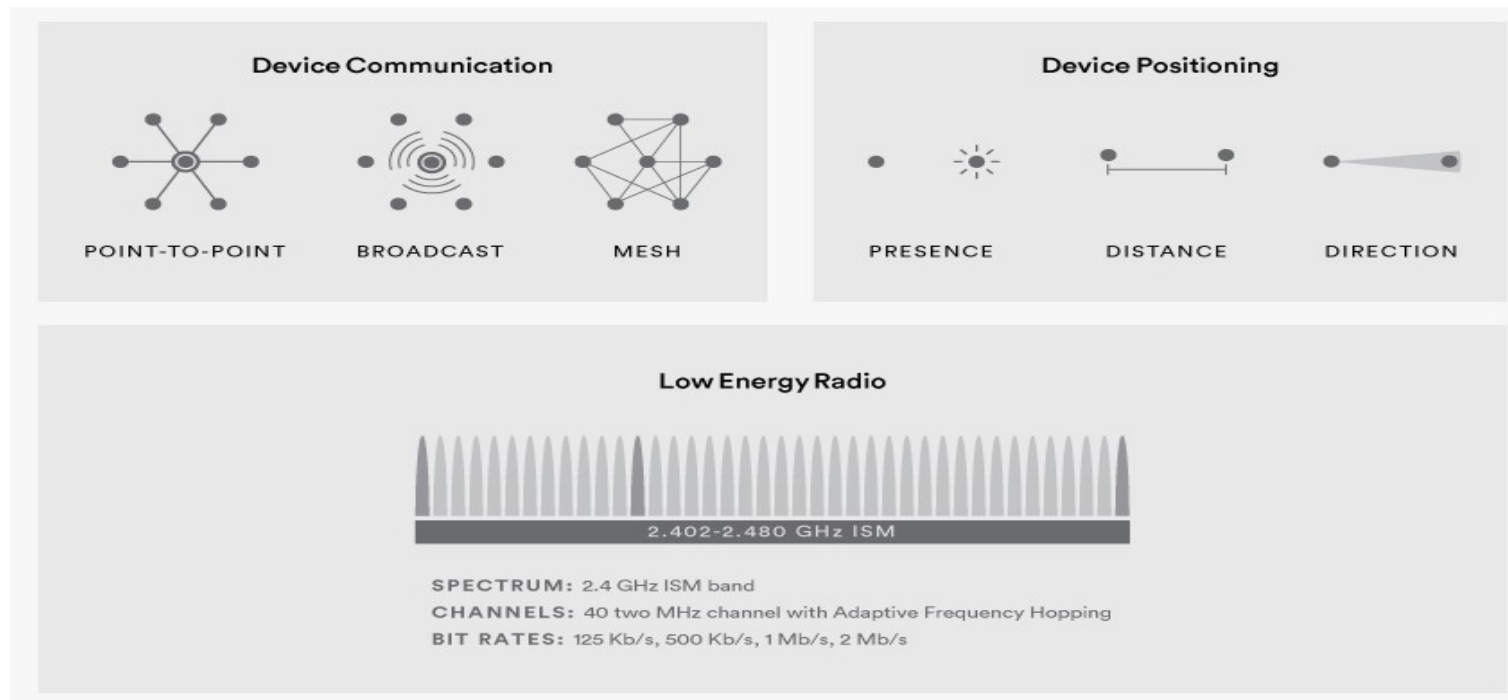 Device Communication
POINT-TO-POINT
BROADCAST
MESH
Device Positioning
PRESENCE
DISTANCE
DIRECTION
Low Energy Radio
2.402-2.480 GHz ISM
SPECTRUM: 2.4 GHz ISM band
CHANNELS: 40 two MHz channel with Adaptive Frequency Hopping
BIT RATES: 125 Kb/s, 500 Kb/s, 1 Mb/s, 2 Mb/s